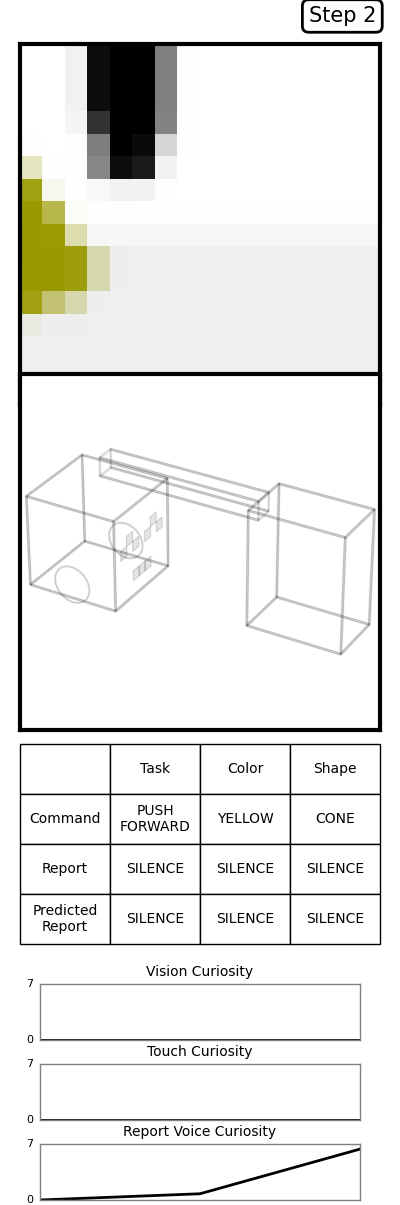 Step 2
Task Color Shape
Command PUSH FORWARD YELLOW CONE
Report SILENCE SILENCE SILENCE
Predicted Report SILENCE SILENCE SILENCE
Vision Curiosity
7
0
Touch Curiosity
7
0
Report Voice Curiosity
7
0